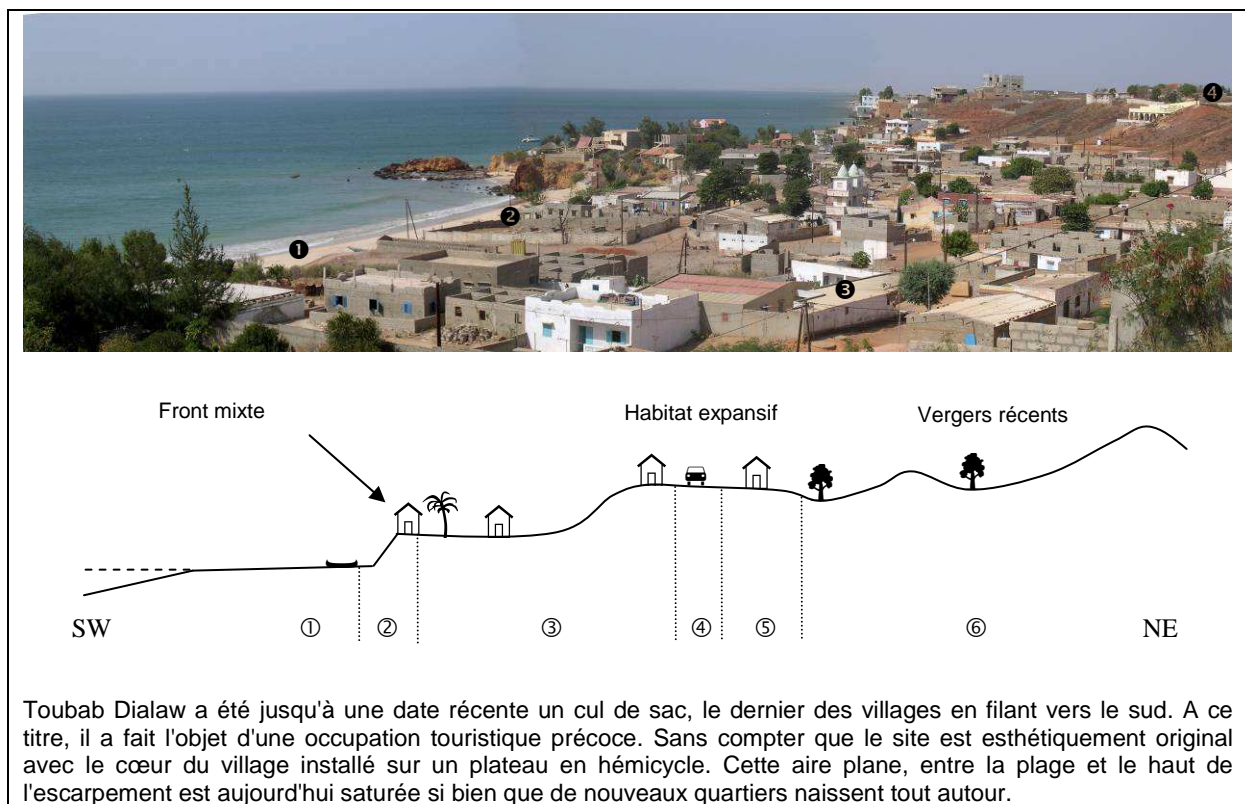 ❶
❷
❸
❹
Front mixte
Habitat expansif
Vergers récents
SW ① ② ③ ④ ⑤ ⑥ NE
Toubab Dialaw a été jusqu'à une date récente un cul de sac, le dernier des villages en filant vers le sud. A ce
titre, il a fait l'objet d'une occupation touristique précoce. Sans compter que le site est esthétiquement original
avec le cœur du village installé sur un plateau en hémicycle. Cette aire plane, entre la plage et le haut de
l'escarpement est aujourd'hui saturée si bien que de nouveaux quartiers naissent tout autour.